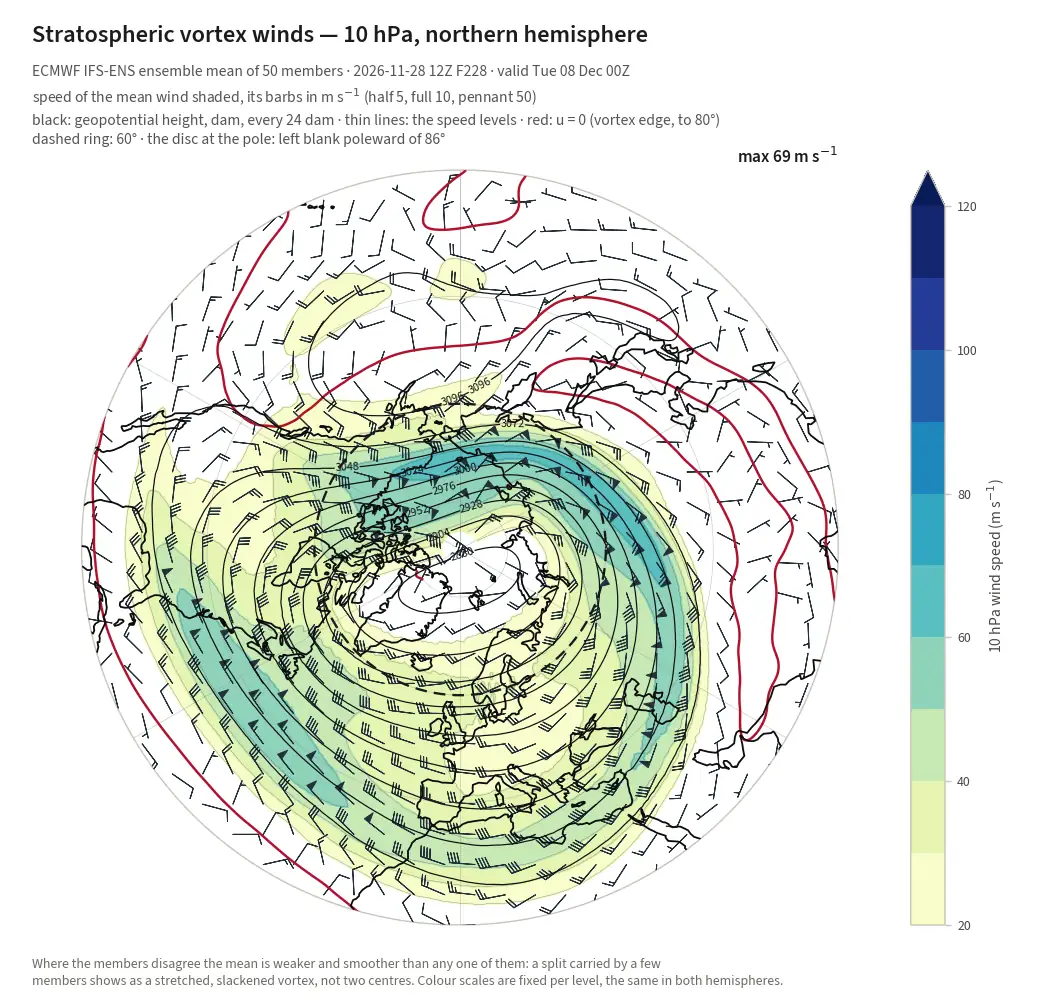 Stratospheric vortex winds — 10 hPa, northern hemisphere
ECMWF IFS-ENS ensemble mean of 50 members · 2026-11-28 12Z F228 · valid Tue 08 Dec 00Z
speed of the mean wind shaded, its barbs in m s⁻¹ (half 5, full 10, pennant 50)
black: geopotential height, dam, every 24 dam · thin lines: the speed levels · red: u = 0 (vortex edge, to 80°)
dashed ring: 60° · the disc at the pole: left blank poleward of 86°
max 69 m s⁻¹
120
100
80
60
40
20
10 hPa wind speed (m s⁻¹)
3096
3096
3072
3048
3024
3000
2976
2952
2928
2904
2880
Where the members disagree the mean is weaker and smoother than any one of them: a split carried by a few
members shows as a stretched, slackened vortex, not two centres. Colour scales are fixed per level, the same in both hemispheres.